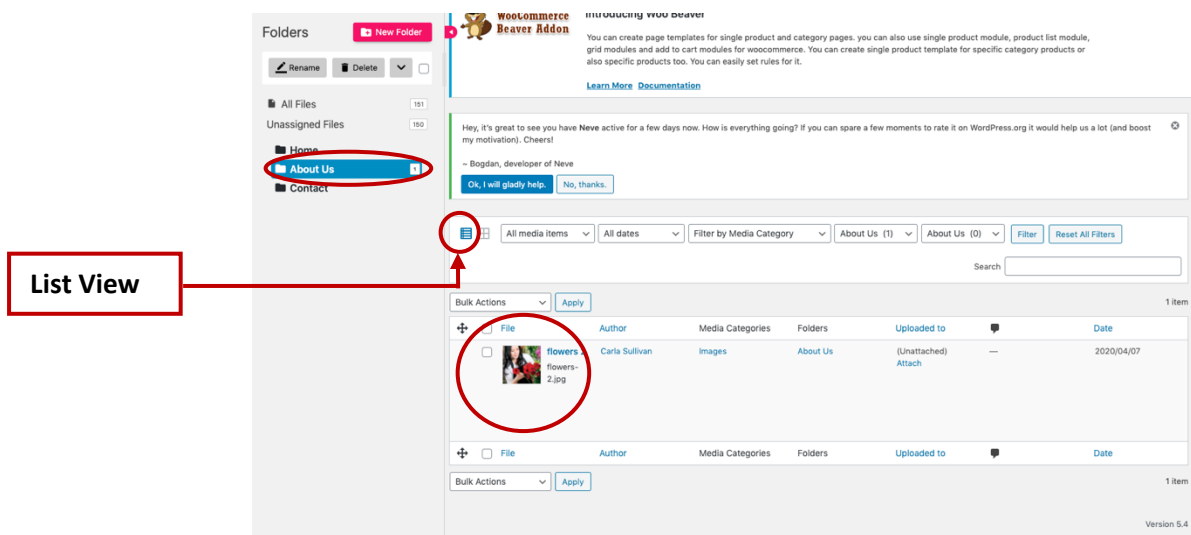 Folders
New Folder
Rename
Delete
All Files 151
Unassigned Files 150
Home
About Us 1
Contact
List View
WooCommerce
Beaver Addon
Introducing Woo Beaver
You can create page templates for single product and category pages. you can also use single product module, product list module,
grid modules and add to cart modules for woocommerce. You can create single product template for specific category products or
also specific products too. You can easily set rules for it.
Learn More Documentation
Hey, it's great to see you have Neve active for a few days now. How is everything going? If you can spare a few moments to rate it on WordPress.org it would help us a lot (and boost
my motivation). Cheers!
~ Bogdan, developer of Neve
Ok, I will gladly help. No, thanks.
All media items All dates Filter by Media Category About Us (1) About Us (0) Filter Reset All Filters
Search
Bulk Actions Apply 1 item
File Author Media Categories Folders Uploaded to Date
flowers 2 Carla Sullivan Images About Us (Unattached) — 2020/04/07
flowers- Attach
2.jpg
File Author Media Categories Folders Uploaded to Date
Bulk Actions Apply 1 item
Version 5.4